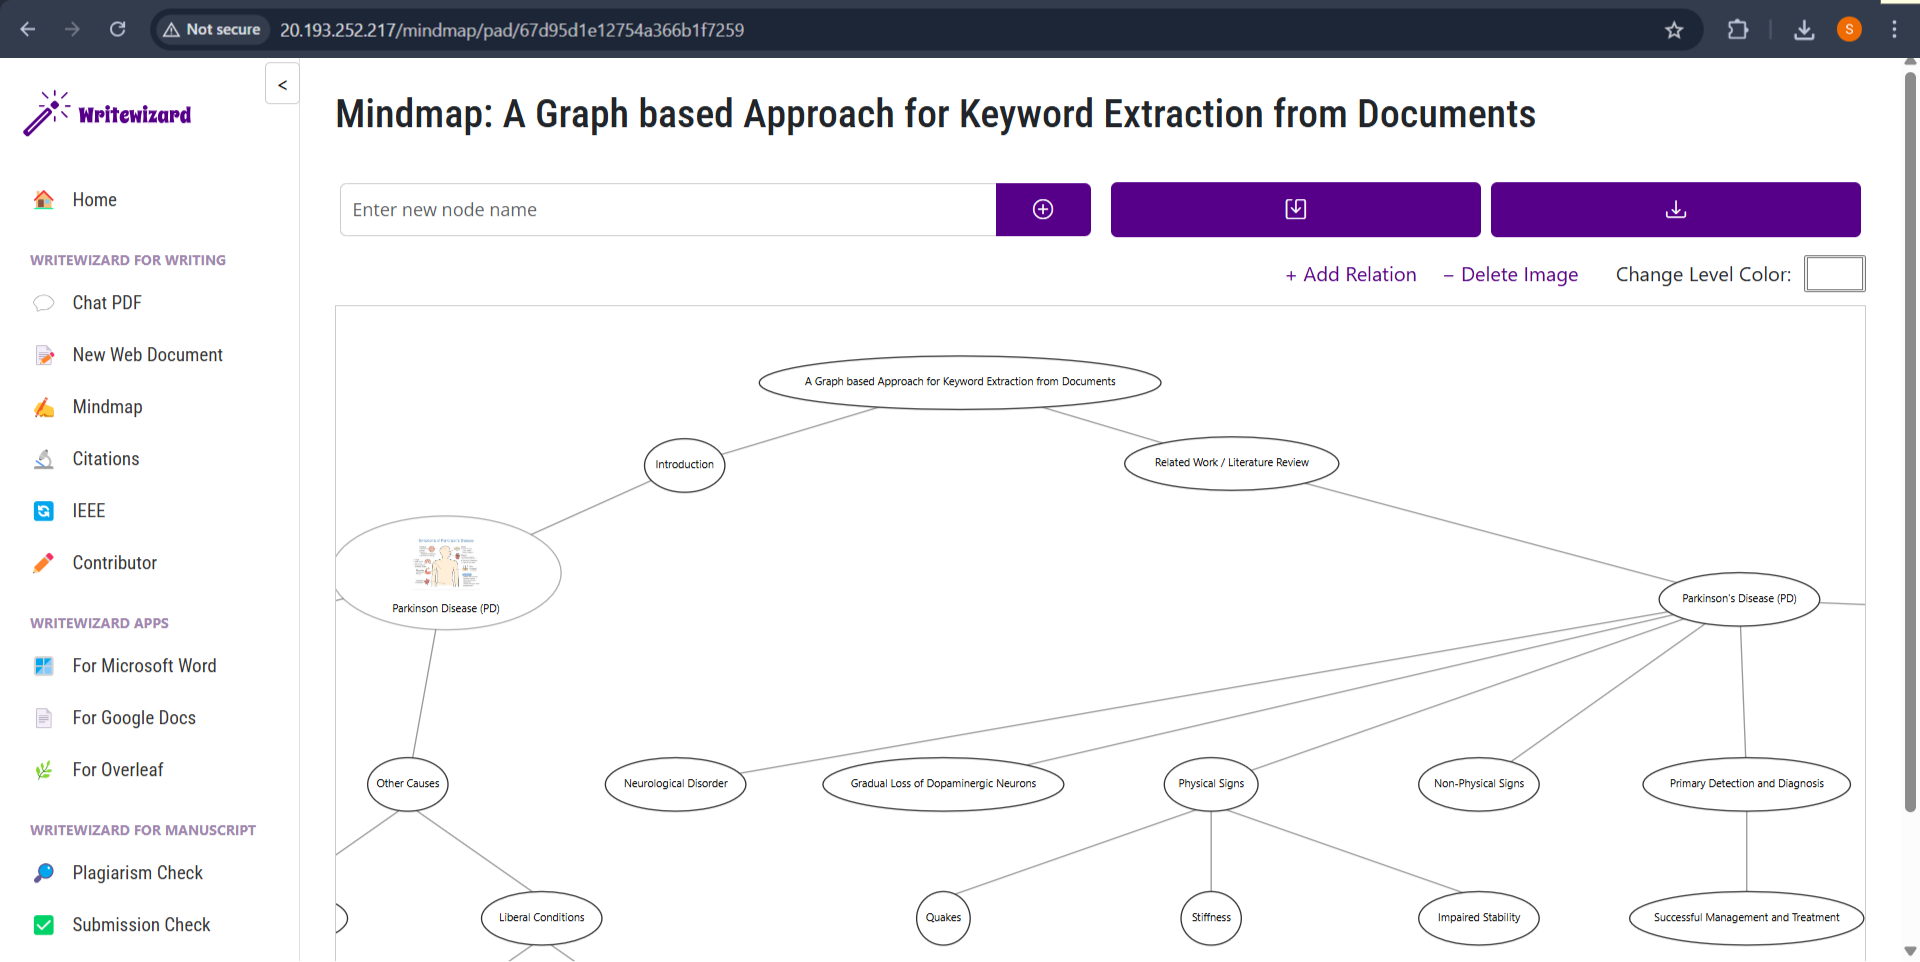 Not secure
20.193.252.217/mindmap/pad/67d95d1e12754a366b1f7259
S
<
Writewizard
Home
WRITEWIZARD FOR WRITING
Chat PDF
New Web Document
Mindmap
Citations
IEEE
Contributor
WRITEWIZARD APPS
For Microsoft Word
For Google Docs
For Overleaf
WRITEWIZARD FOR MANUSCRIPT
Plagiarism Check
Submission Check
Mindmap: A Graph based Approach for Keyword Extraction from Documents
Enter new node name
+ Add Relation
− Delete Image
Change Level Color:
A Graph based Approach for Keyword Extraction from Documents
Introduction
Related Work / Literature Review
Parkinson Disease (PD)
Parkinson's Disease (PD)
Other Causes
Neurological Disorder
Gradual Loss of Dopaminergic Neurons
Physical Signs
Non-Physical Signs
Primary Detection and Diagnosis
Liberal Conditions
Quakes
Stiffness
Impaired Stability
Successful Management and Treatment